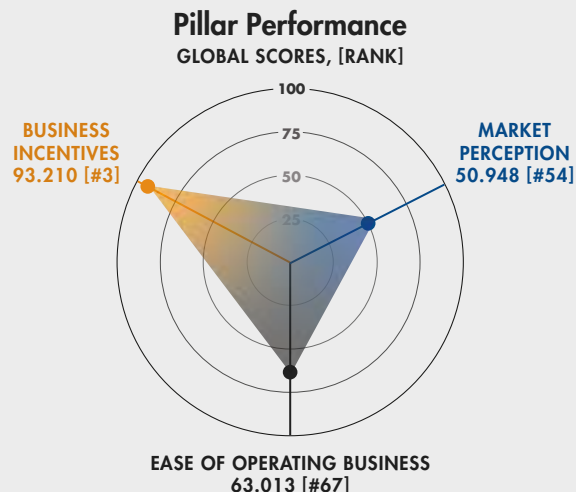 Pillar Performance
GLOBAL SCORES, [RANK]
100
75
50
25
BUSINESS
INCENTIVES
93.210 [#3]
MARKET
PERCEPTION
50.948 [#54]
EASE OF OPERATING BUSINESS
63.013 [#67]